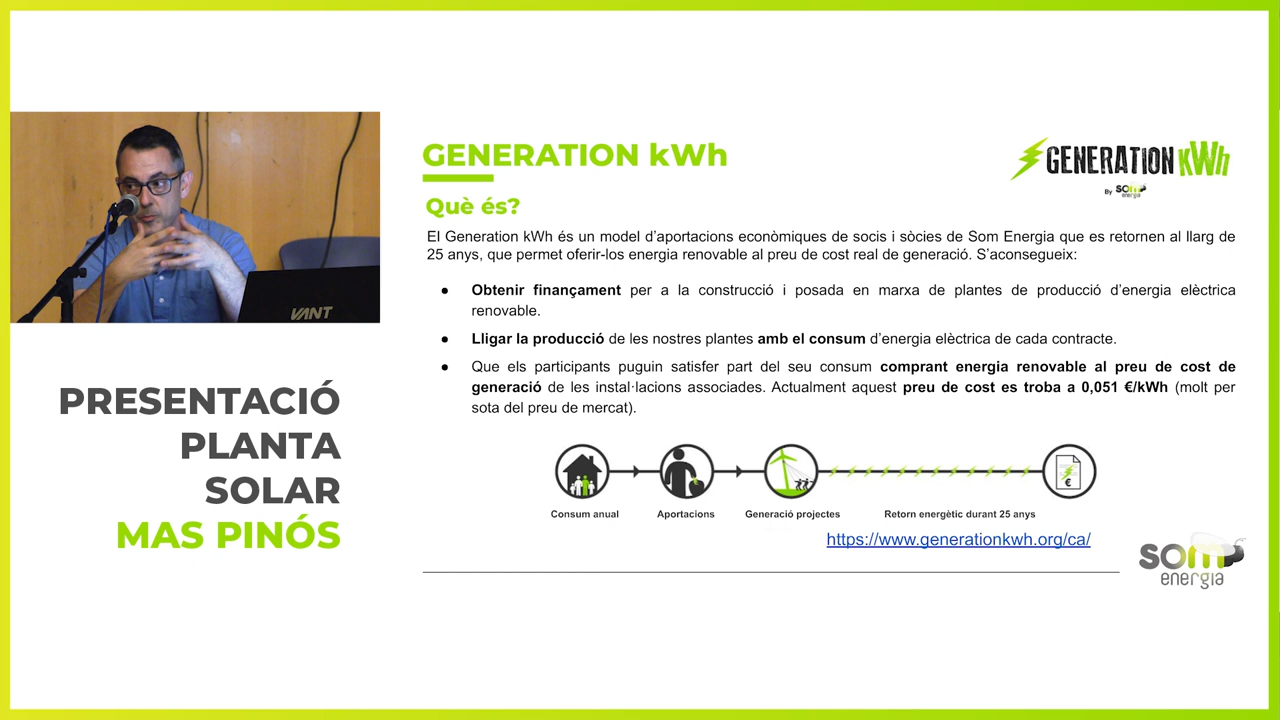 VANT
PRESENTACIÓ
PLANTA
SOLAR
MAS PINÓS
GENERATION kWh
GENERATION kWh
By som energia
Què és?
El Generation kWh és un model d’aportacions econòmiques de socis i sòcies de Som Energia que es retornen al llarg de
25 anys, que permet oferir-los energia renovable al preu de cost real de generació. S’aconsegueix:
● Obtenir finançament per a la construcció i posada en marxa de plantes de producció d’energia elèctrica
renovable.
● Lligar la producció de les nostres plantes amb el consum d’energia elèctrica de cada contracte.
● Que els participants puguin satisfer part del seu consum comprant energia renovable al preu de cost de
generació de les instal·lacions associades. Actualment aquest preu de cost es troba a 0,051 €/kWh (molt per
sota del preu de mercat).
€
Consum anual Aportacions Generació projectes Retorn energètic durant 25 anys
https://www.generationkwh.org/ca/
som
energia